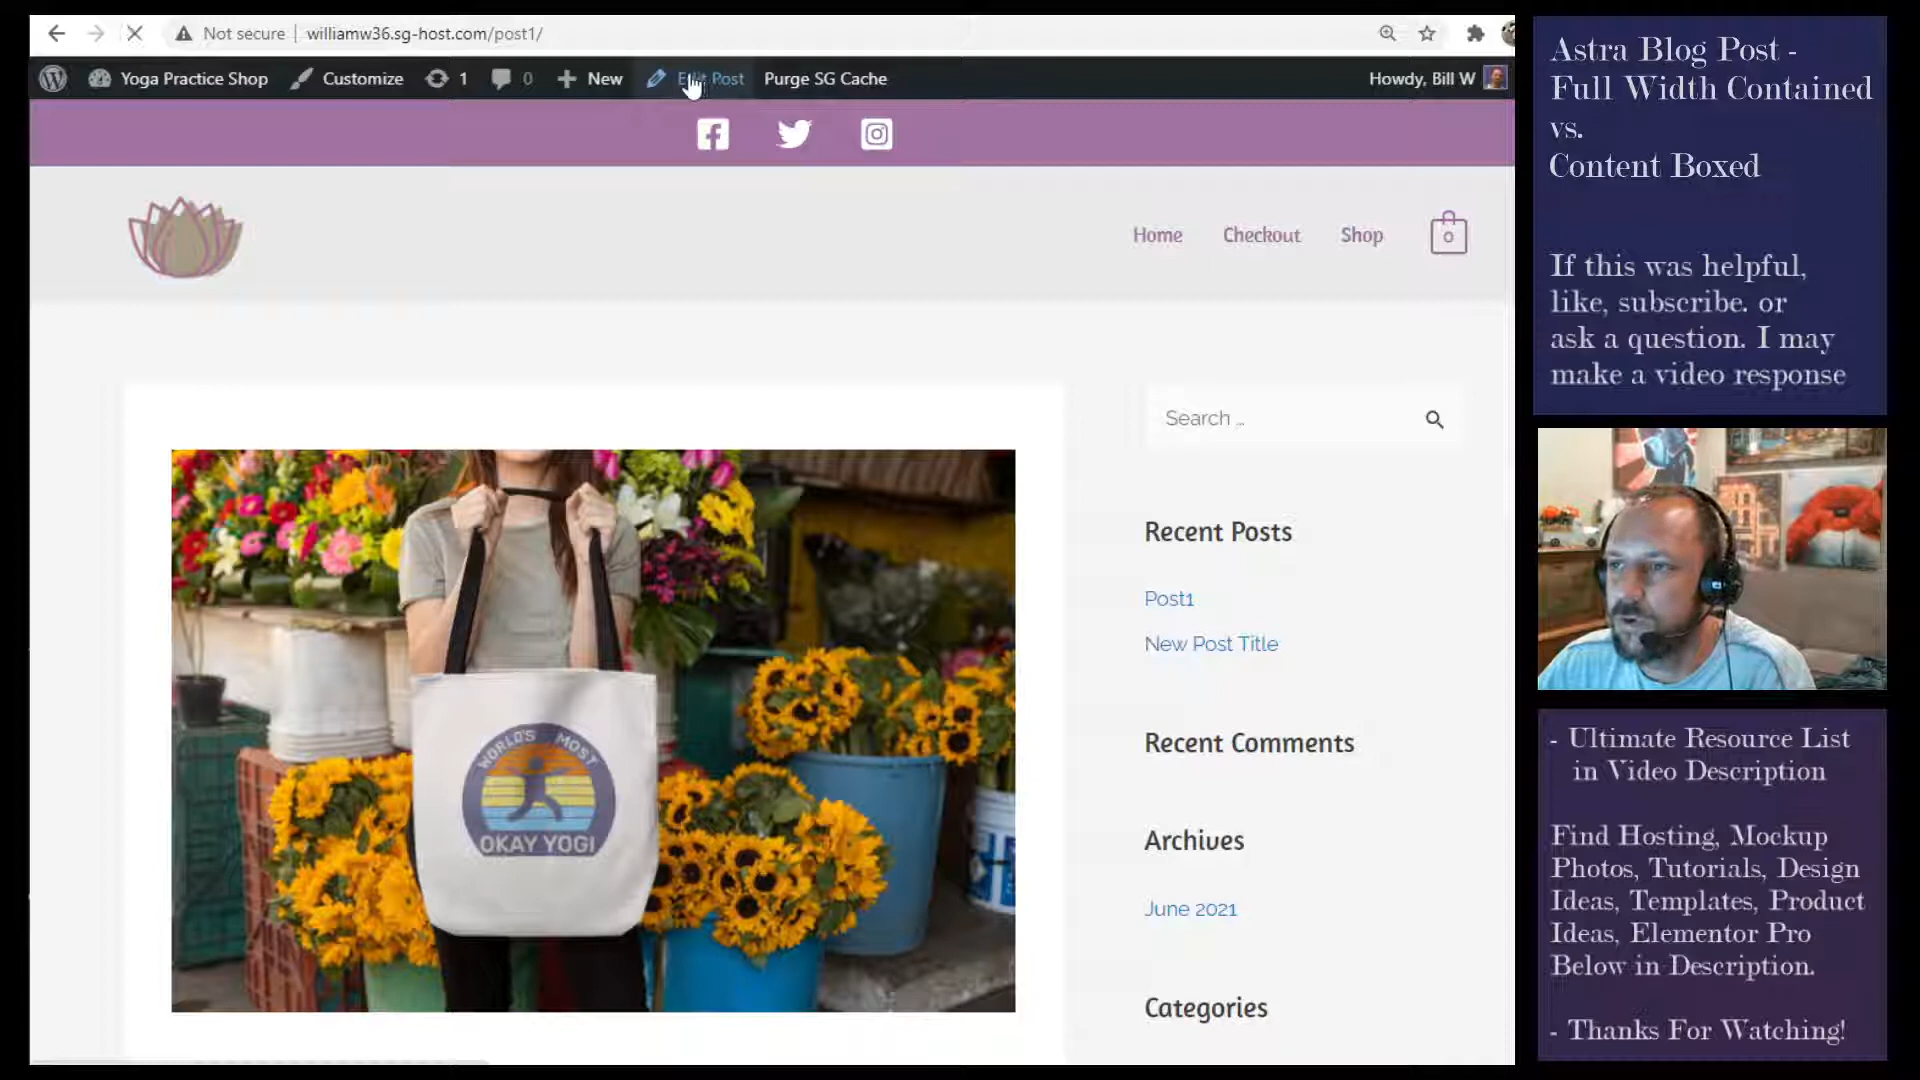 Not secure
williamw36.sg-host.com/post1/
Yoga Practice Shop
Customize
1
0
New
Edit Post
Purge SG Cache
Howdy, Bill W
Home
Checkout
Shop
0
Search ...
WORLD'S MOST
OKAY YOGI
Recent Posts
Post1
New Post Title
Recent Comments
Archives
June 2021
Categories
Astra Blog Post -
Full Width Contained
vs.
Content Boxed
If this was helpful,
like, subscribe. or
ask a question. I may
make a video response
- Ultimate Resource List
in Video Description
Find Hosting, Mockup
Photos, Tutorials, Design
Ideas, Templates, Product
Ideas, Elementor Pro
Below in Description.
- Thanks For Watching!